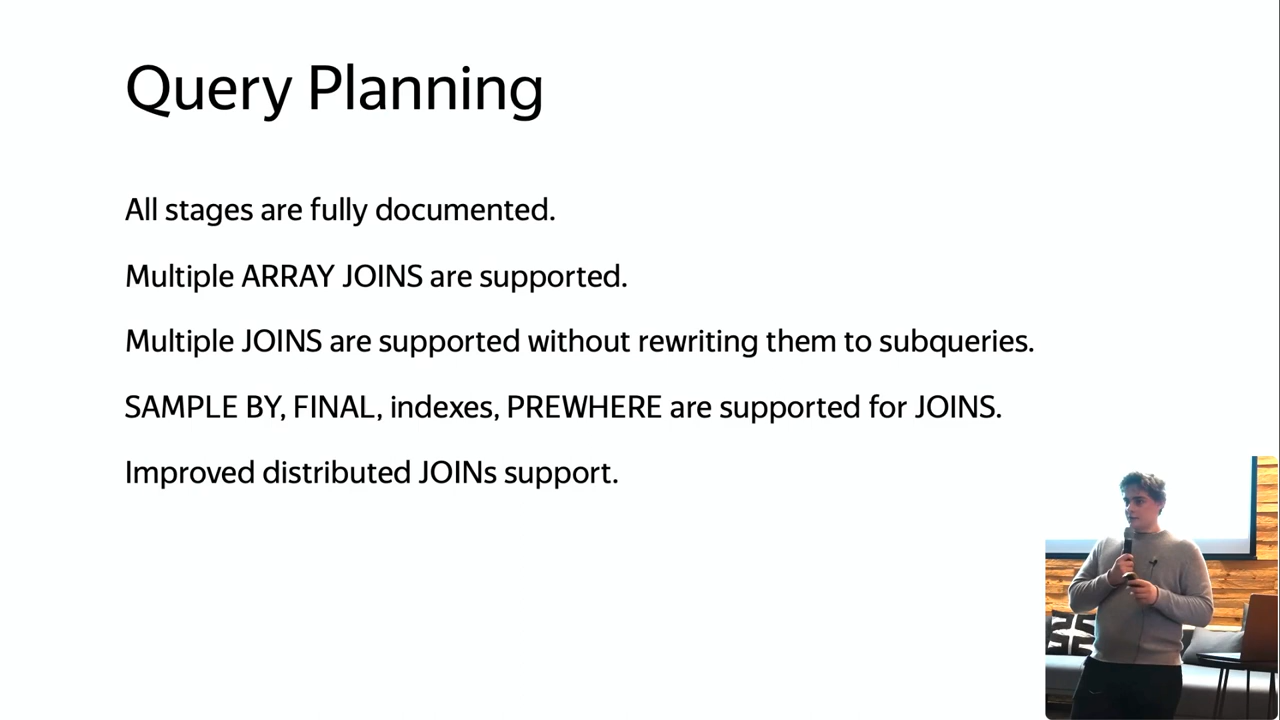 Query Planning
All stages are fully documented.
Multiple ARRAY JOINS are supported.
Multiple JOINS are supported without rewriting them to subqueries.
SAMPLE BY, FINAL, indexes, PREWHERE are supported for JOINS.
Improved distributed JOINs support.